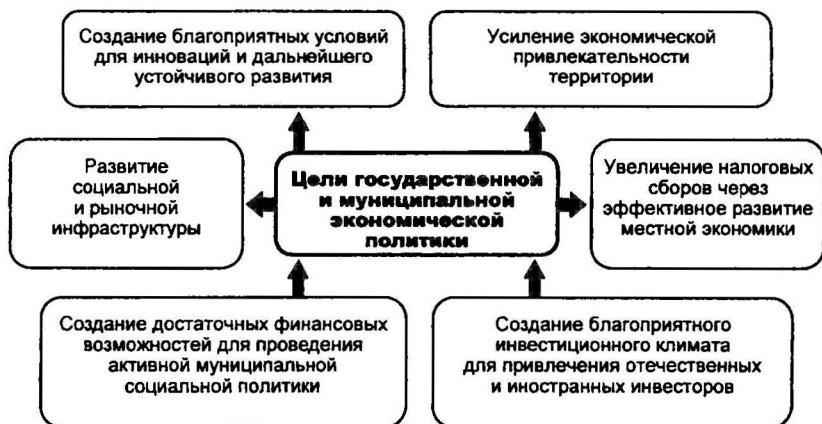 Создание благоприятных условий
для инноваций и дальнейшего
устойчивого развития
Усиление экономической
привлекательности
территории
Развитие
социальной
и рыночной
инфраструктуры
Цели государственной
и муниципальной
экономической
политики
Увеличение налоговых
сборов через
эффективное развитие
местной экономики
Создание достаточных финансовых
возможностей для проведения
активной муниципальной
социальной политики
Создание благоприятного
инвестиционного климата
для привлечения отечественных
и иностранных инвесторов